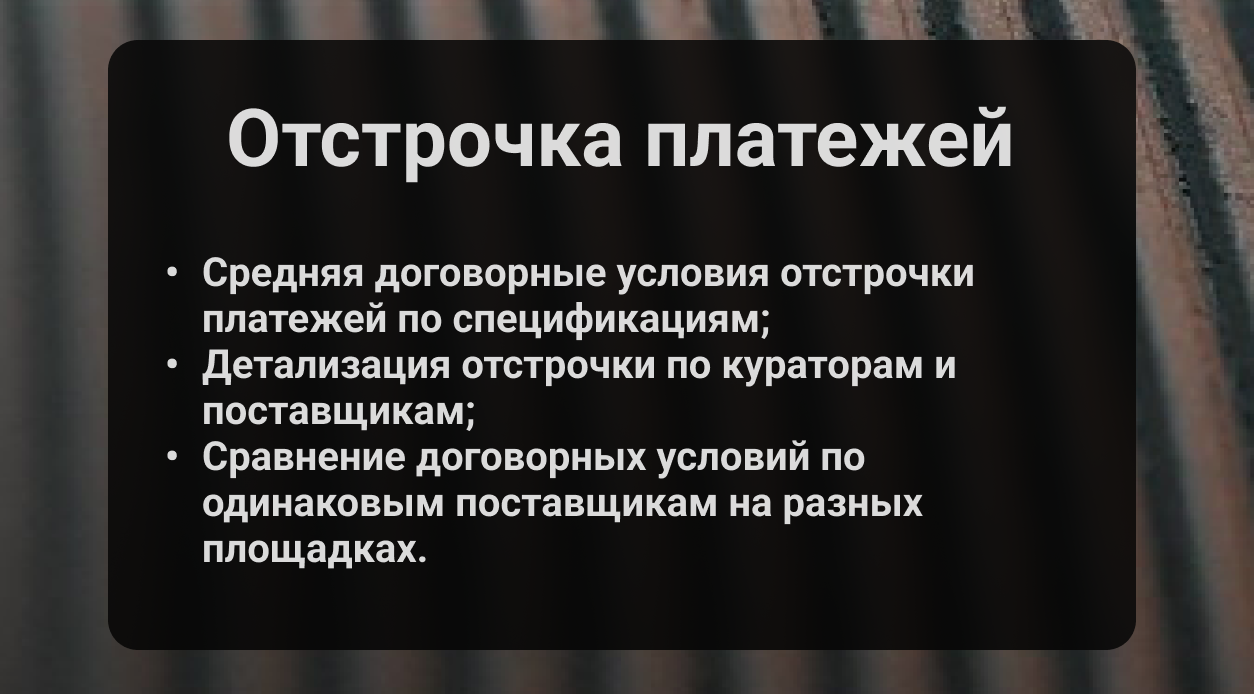 Отстрочка платежей
• Средняя договорные условия отстрочки
платежей по спецификациям;
• Детализация отстрочки по кураторам и
поставщикам;
• Сравнение договорных условий по
одинаковым поставщикам на разных
площадках.